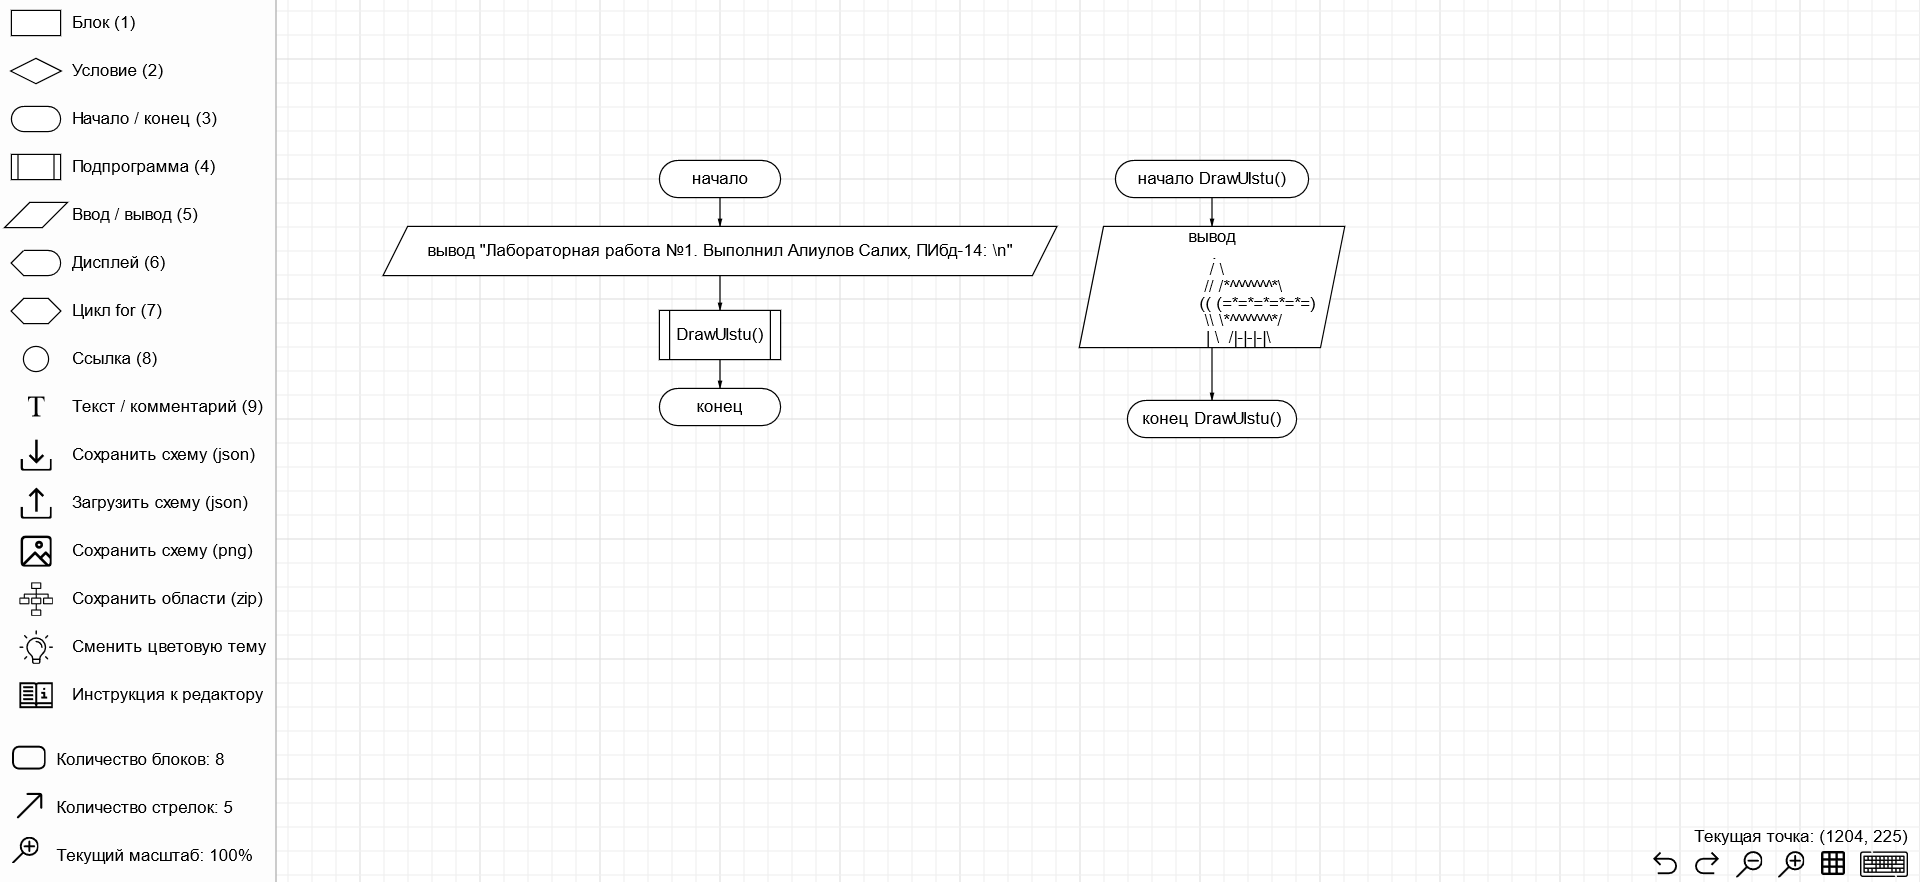 Блок (1)
Условие (2)
Начало / конец (3)
Подпрограмма (4)
Ввод / вывод (5)
Дисплей (6)
Цикл for (7)
Ссылка (8)
Текст / комментарий (9)
Сохранить схему (json)
Загрузить схему (json)
Сохранить схему (png)
Сохранить области (zip)
Сменить цветовую тему
Инструкция к редактору
Количество блоков: 8
Количество стрелок: 5
Текущий масштаб: 100%
начало
вывод "Лабораторная работа №1. Выполнил Алиулов Салих, ПИбд-14: \n"
DrawUlstu()
конец
начало DrawUlstu()
вывод
.
/ \
// /*^^^^^^^*\
(( (=*=*=*=*=*=)
\\ \*^^^^^^^*/
| \  /|-|-|-|\
конец DrawUlstu()
Текущая точка: (1204, 225)